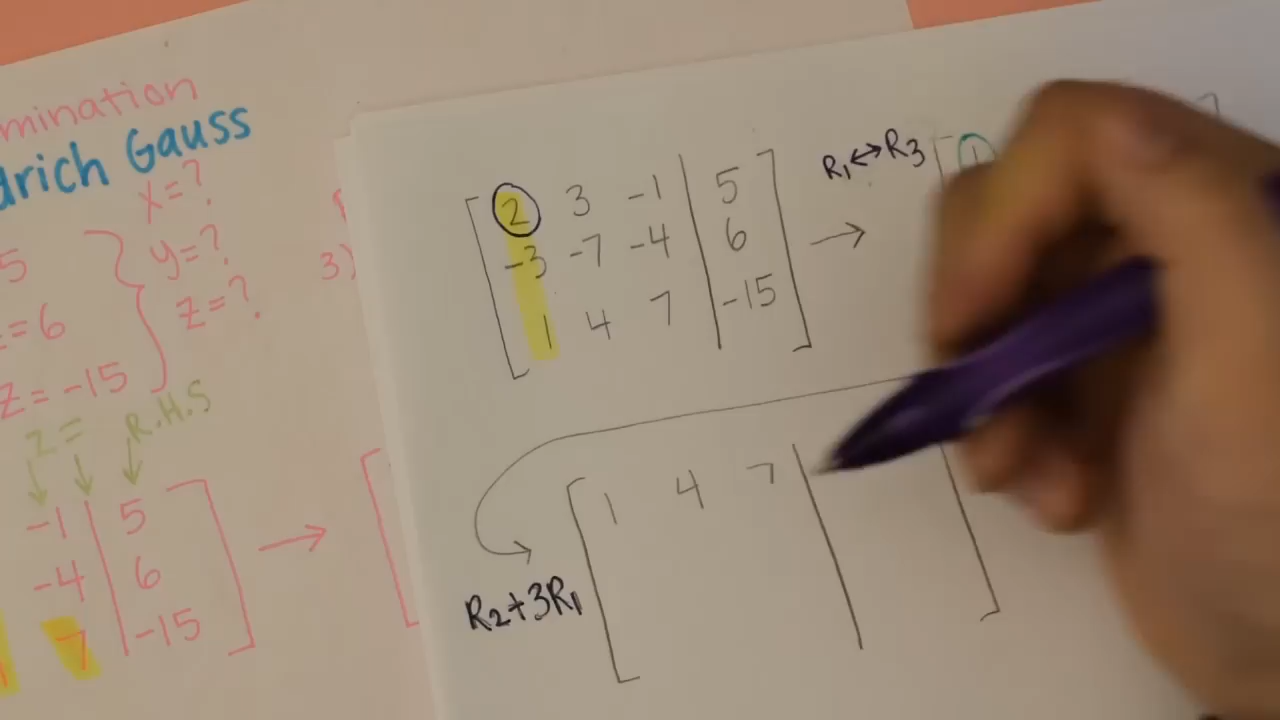 mination
drich Gauss
x=?
5
y=?
z=6
z=?
z=-15
z=
R.H.S
-1 5
-4 6
7 -15
3)
2 3 -1 5
-3 -7 -4 6
1 4 7 -15
R1↔R3
→
1
→
1 4 7
R2+3R1